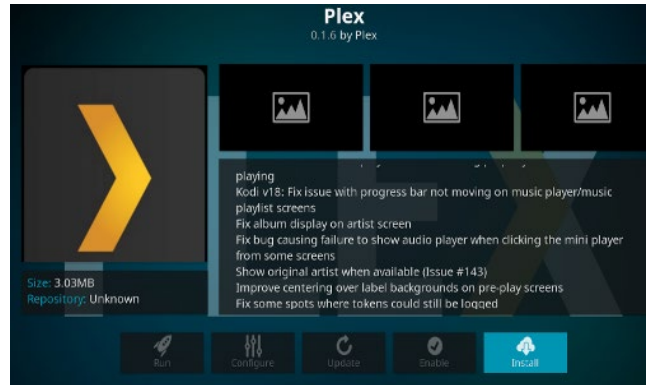 Plex
0.1.6 by Plex
playing
Kodi v18: Fix issue with progress bar not moving on music player/music
playlist screens
Fix album display on artist screen
Fix bug causing failure to show audio player when clicking the mini player
from some screens
Show original artist when available (Issue #143)
Improve centering over label backgrounds on pre-play screens
Fix some spots where tokens could still be logged
Size: 3.03MB
Repository: Unknown
Run
Configure
Update
Enable
Install